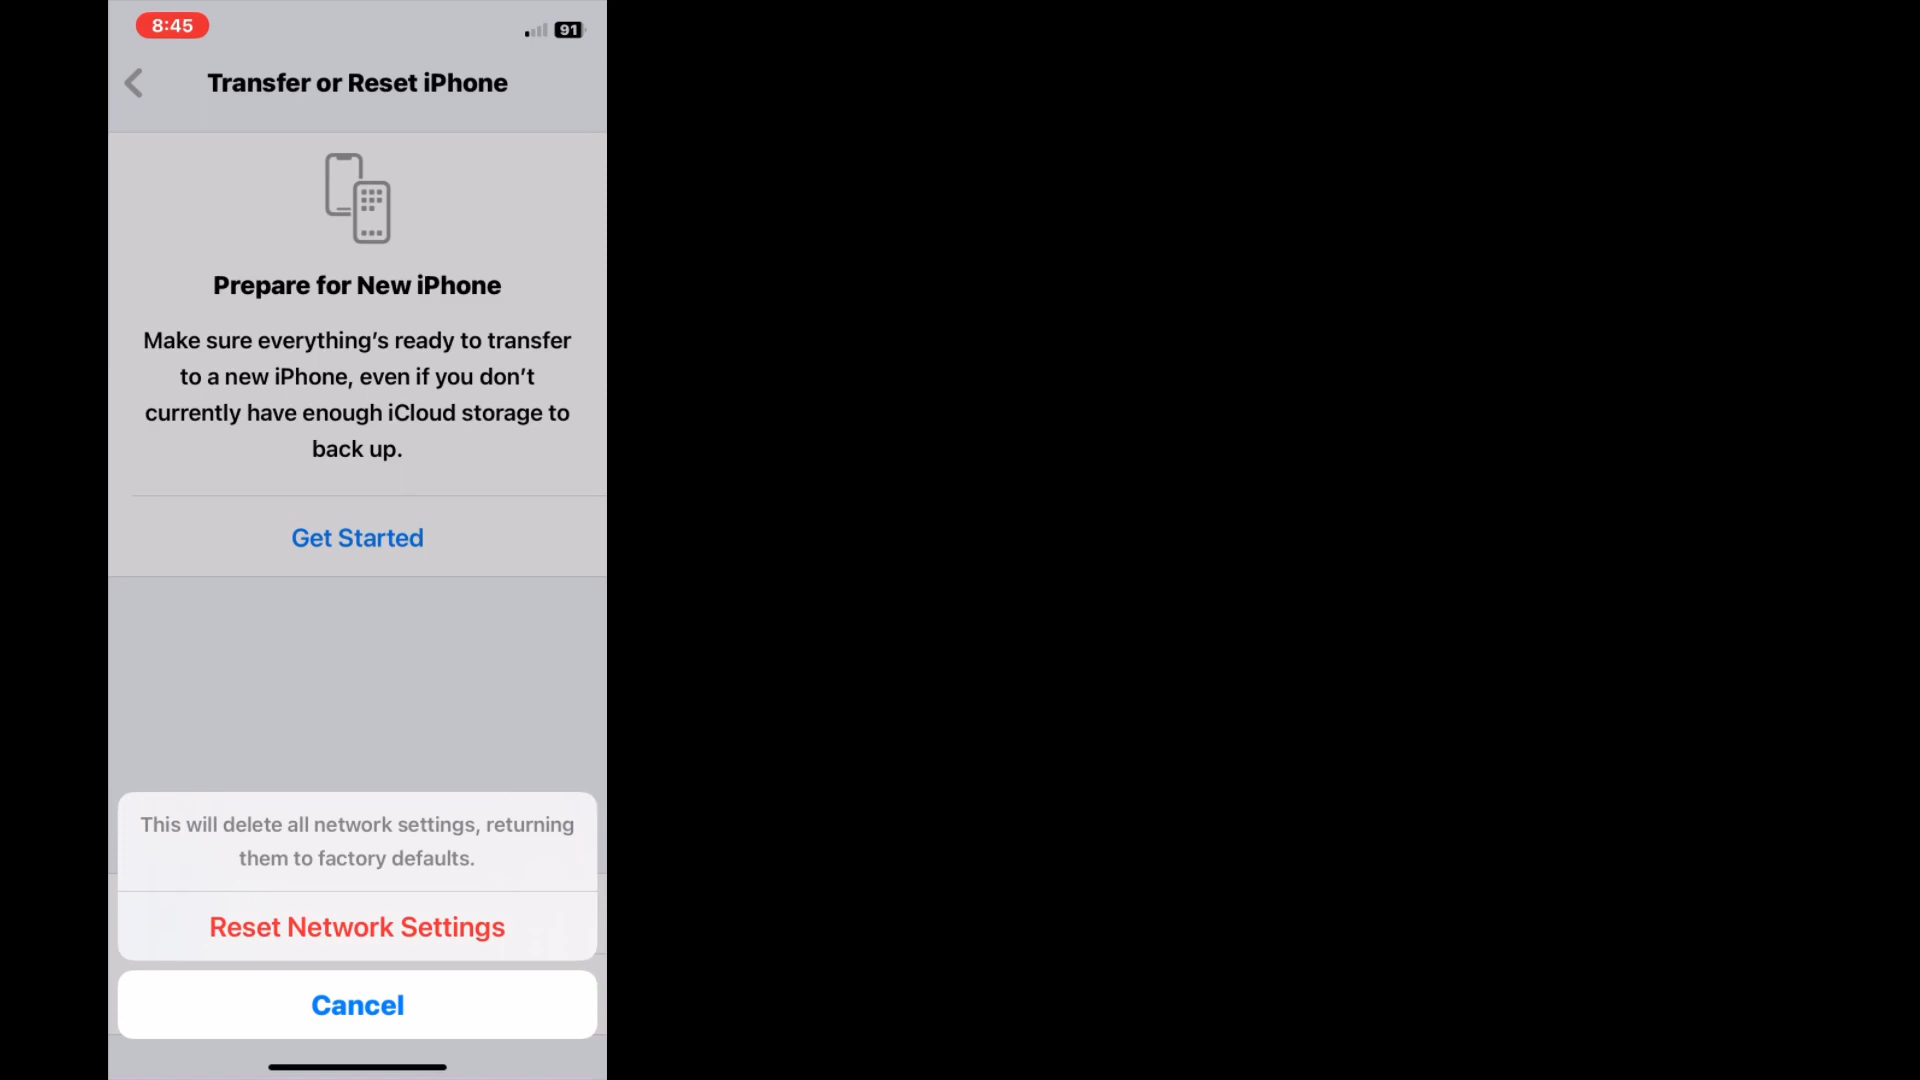 8:45
91
Transfer or Reset iPhone
Prepare for New iPhone
Make sure everything’s ready to transfer
to a new iPhone, even if you don’t
currently have enough iCloud storage to
back up.
Get Started
This will delete all network settings, returning
them to factory defaults.
Reset Network Settings
Cancel